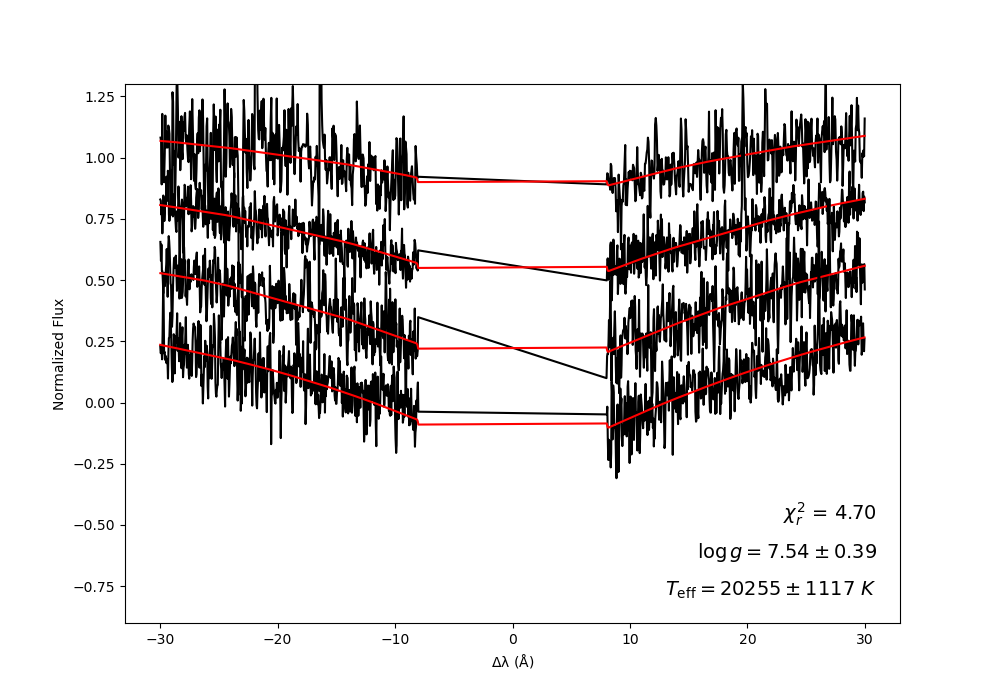 1.25
1.00
0.75
0.50
0.25
0.00
−0.25
−0.50
−0.75
Normalized Flux
χ²ᵣ = 4.70
log g = 7.54 ± 0.39
T_eff = 20255 ± 1117 K
−30 −20 −10 0 10 20 30
Δλ (Å)